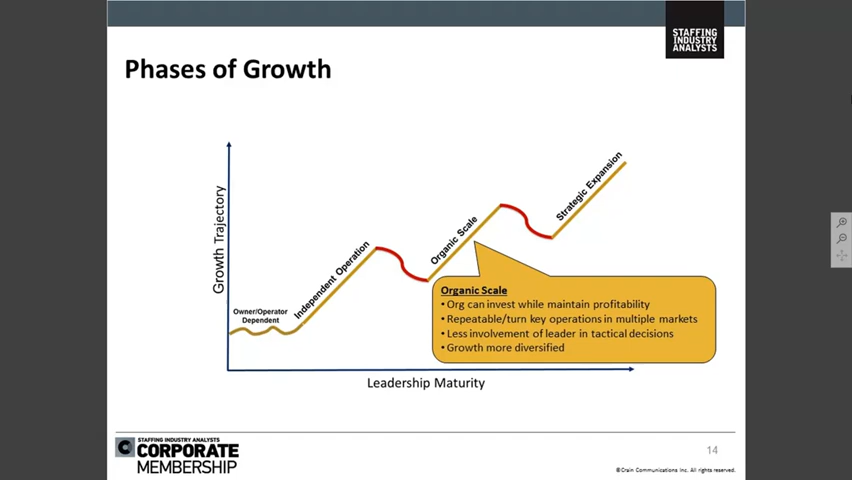 STAFFING
INDUSTRY
ANALYSTS
Phases of Growth
Growth Trajectory
Owner/Operator
Dependent
Independent Operation
Organic Scale
Strategic Expansion
Organic Scale
• Org can invest while maintain profitability
• Repeatable/turn key operations in multiple markets
• Less involvement of leader in tactical decisions
• Growth more diversified
Leadership Maturity
C
STAFFING INDUSTRY ANALYSTS
CORPORATE
MEMBERSHIP
14
©Crain Communications Inc. All rights reserved.